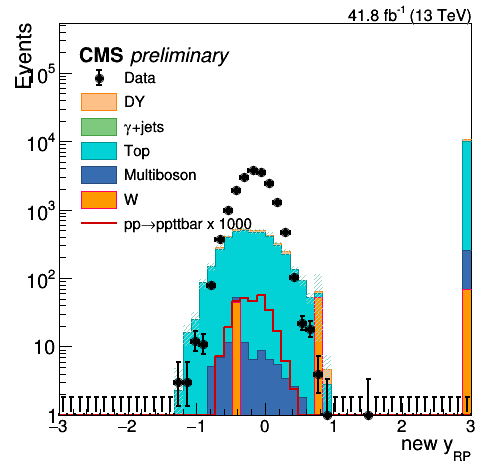 41.8 fb⁻¹ (13 TeV)
Events
CMS preliminary
Data
DY
γ+jets
Top
Multiboson
W
pp→ppttbar x 1000
10⁵
10⁴
10³
10²
10
1
−3 −2 −1 0 1 2 3
new y_RP